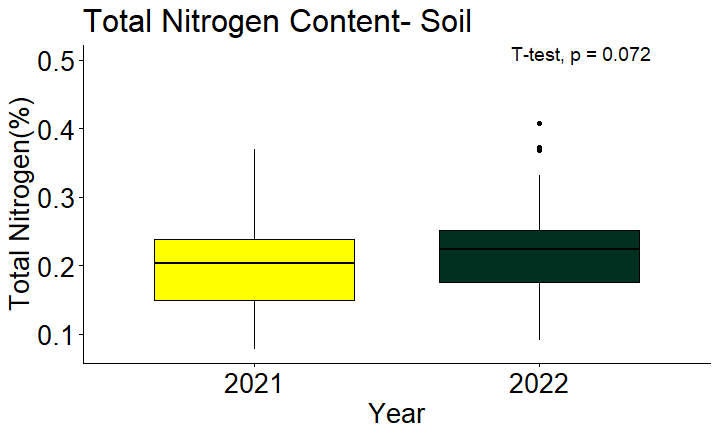 Total Nitrogen Content- Soil
T-test, p = 0.072
Total Nitrogen(%)
0.5
0.4
0.3
0.2
0.1
2021
2022
Year